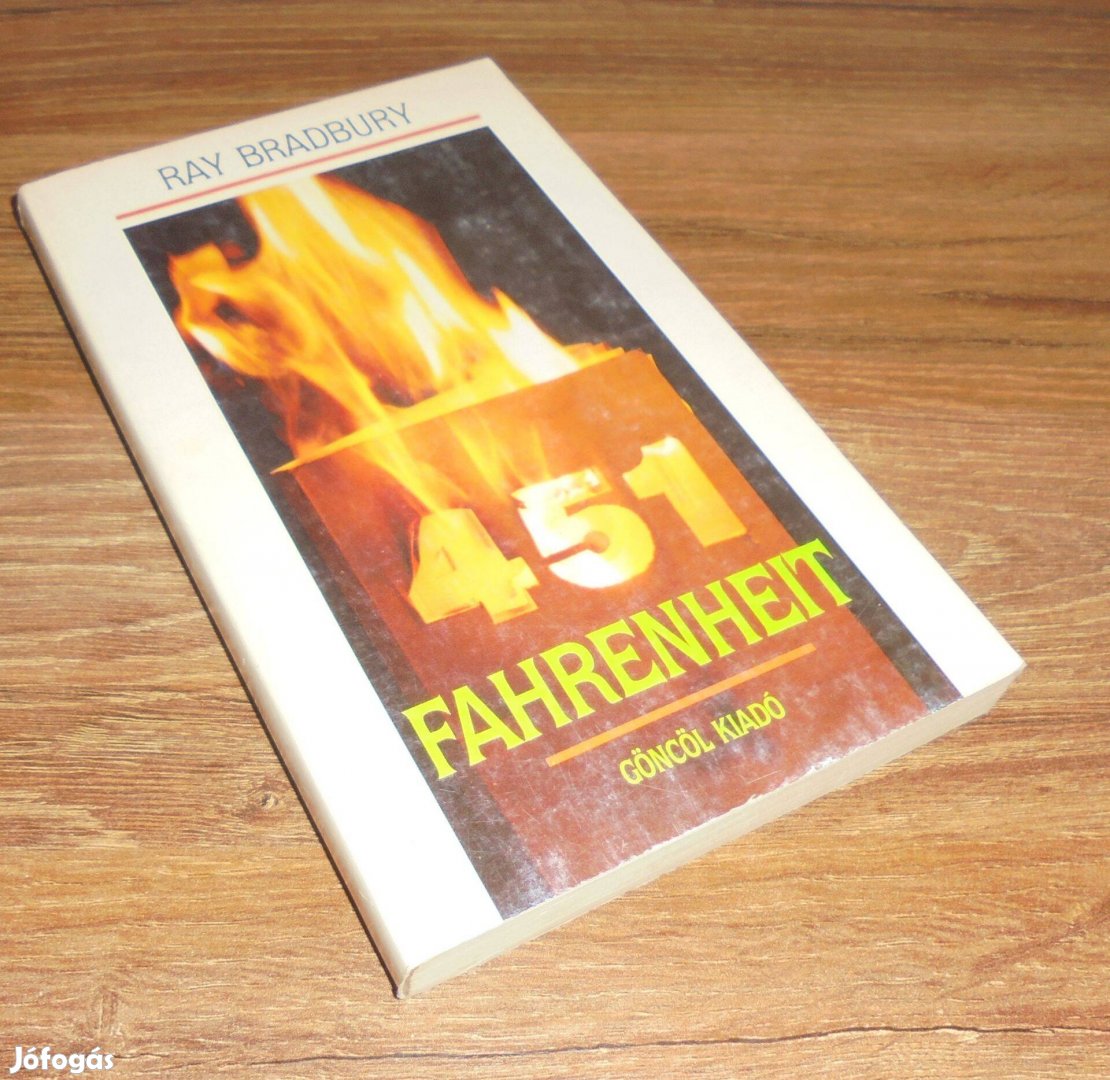 RAY BRADBURY
451
FAHRENHEIT
GÖNCÖL KIADÓ
Jófogás